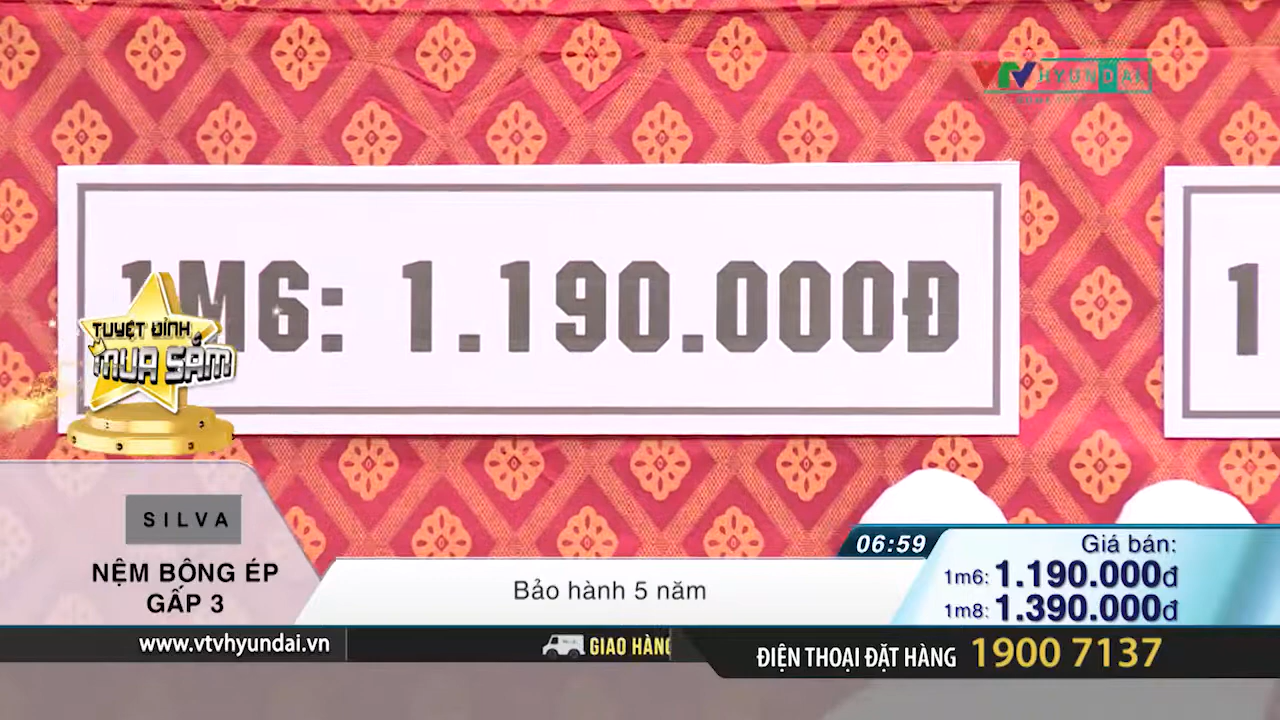 VTV HYUNDAI
1M6: 1.190.000Đ
1
TUYỆT ĐỈNH
MUA SẮM
SILVA
NỆM BÔNG ÉP
GẤP 3
Bảo hành 5 năm
06:59
Giá bán:
1m6: 1.190.000đ
1m8: 1.390.000đ
www.vtvhyundai.vn
GIAO HÀNG
ĐIỆN THOẠI ĐẶT HÀNG 1900 7137